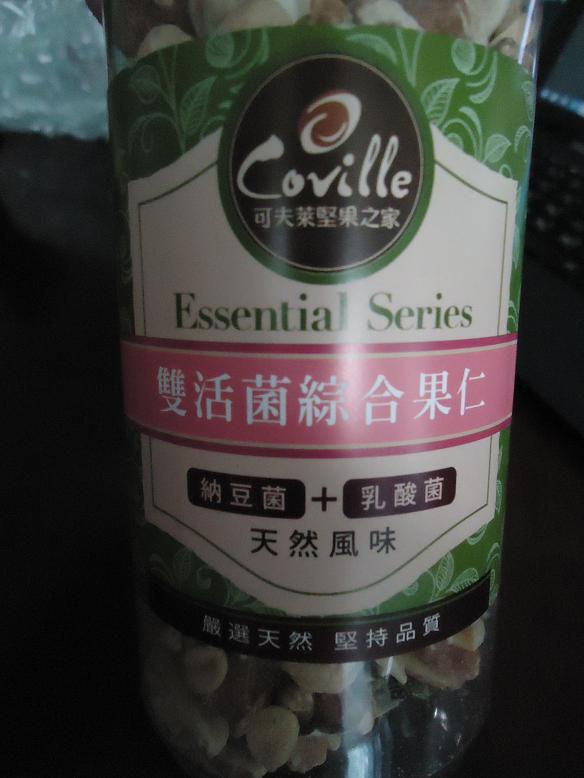 Coville
可夫萊堅果之家
Essential Series
雙活菌綜合果仁
納豆菌+乳酸菌
天然風味
嚴選天然 堅持品質